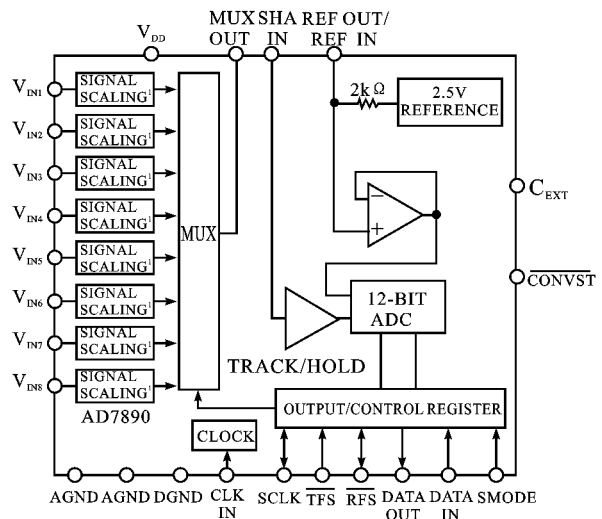 MUX SHA REF OUT/
V_DD OUT IN REF IN
V_IN1 SIGNAL SCALING¹
2kΩ 2.5V REFERENCE
V_IN2 SIGNAL SCALING¹
V_IN3 SIGNAL SCALING¹
C_EXT
−
V_IN4 SIGNAL SCALING¹
MUX
+
V_IN5 SIGNAL SCALING¹
CONVST
V_IN6 SIGNAL SCALING¹
12-BIT ADC
V_IN7 SIGNAL SCALING¹
TRACK/HOLD
V_IN8 SIGNAL SCALING¹
AD7890
OUTPUT/CONTROL REGISTER
CLOCK
AGND AGND DGND CLK IN SCLK TFS RFS DATA OUT DATA IN SMODE